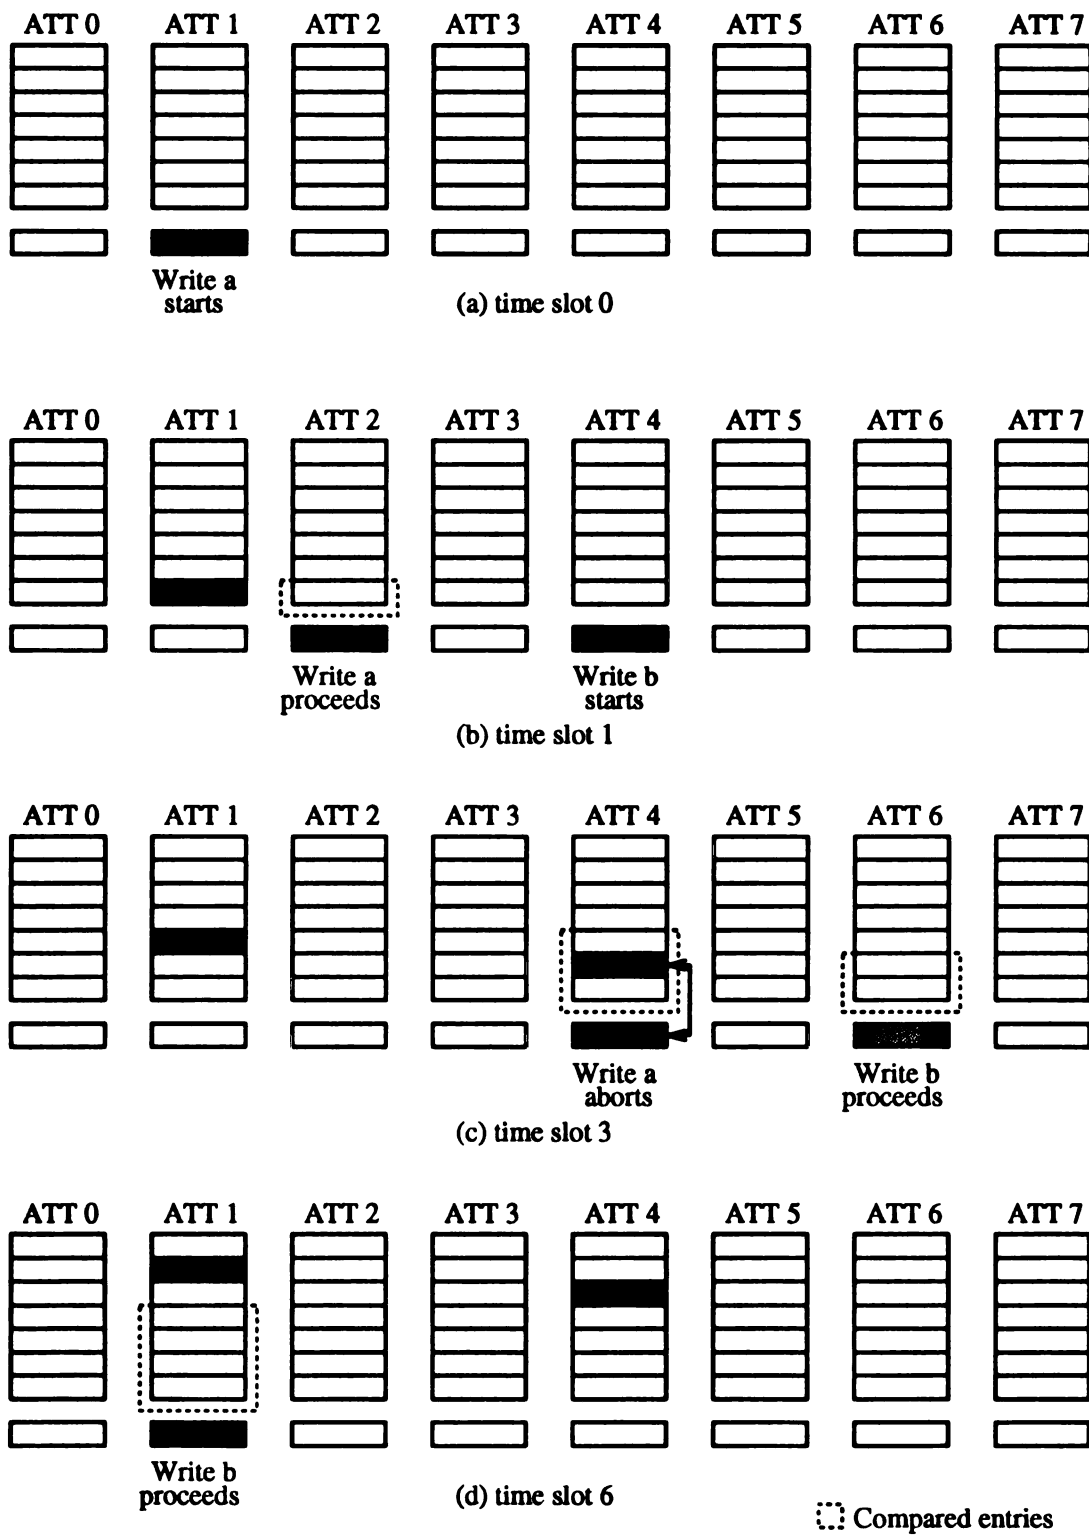 ATT 0 ATT 1 ATT 2 ATT 3 ATT 4 ATT 5 ATT 6 ATT 7
Write a
starts
(a) time slot 0
ATT 0 ATT 1 ATT 2 ATT 3 ATT 4 ATT 5 ATT 6 ATT 7
Write a Write b
proceeds starts
(b) time slot 1
ATT 0 ATT 1 ATT 2 ATT 3 ATT 4 ATT 5 ATT 6 ATT 7
Write a Write b
aborts proceeds
(c) time slot 3
ATT 0 ATT 1 ATT 2 ATT 3 ATT 4 ATT 5 ATT 6 ATT 7
Write b
proceeds
(d) time slot 6
Compared entries